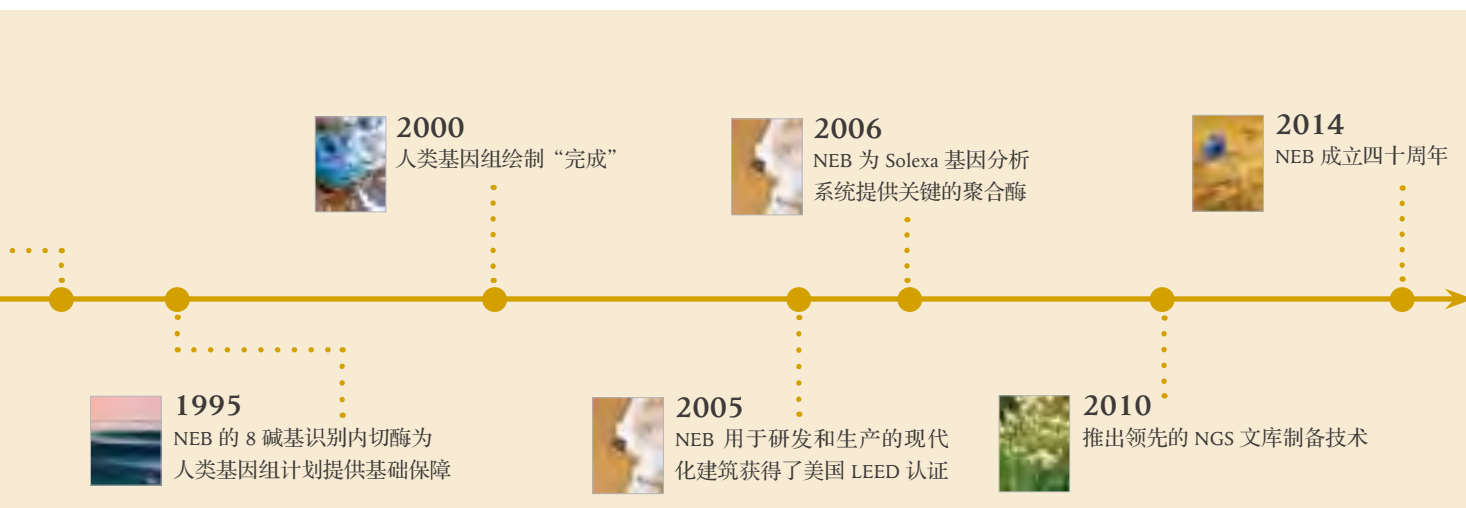 2000
人类基因组绘制“完成”
2006
NEB 为 Solexa 基因分析
系统提供关键的聚合酶
2014
NEB 成立四十周年
1995
NEB 的 8 碱基识别内切酶为
人类基因组计划提供基础保障
2005
NEB 用于研发和生产的现代
化建筑获得了美国 LEED 认证
2010
推出领先的 NGS 文库制备技术